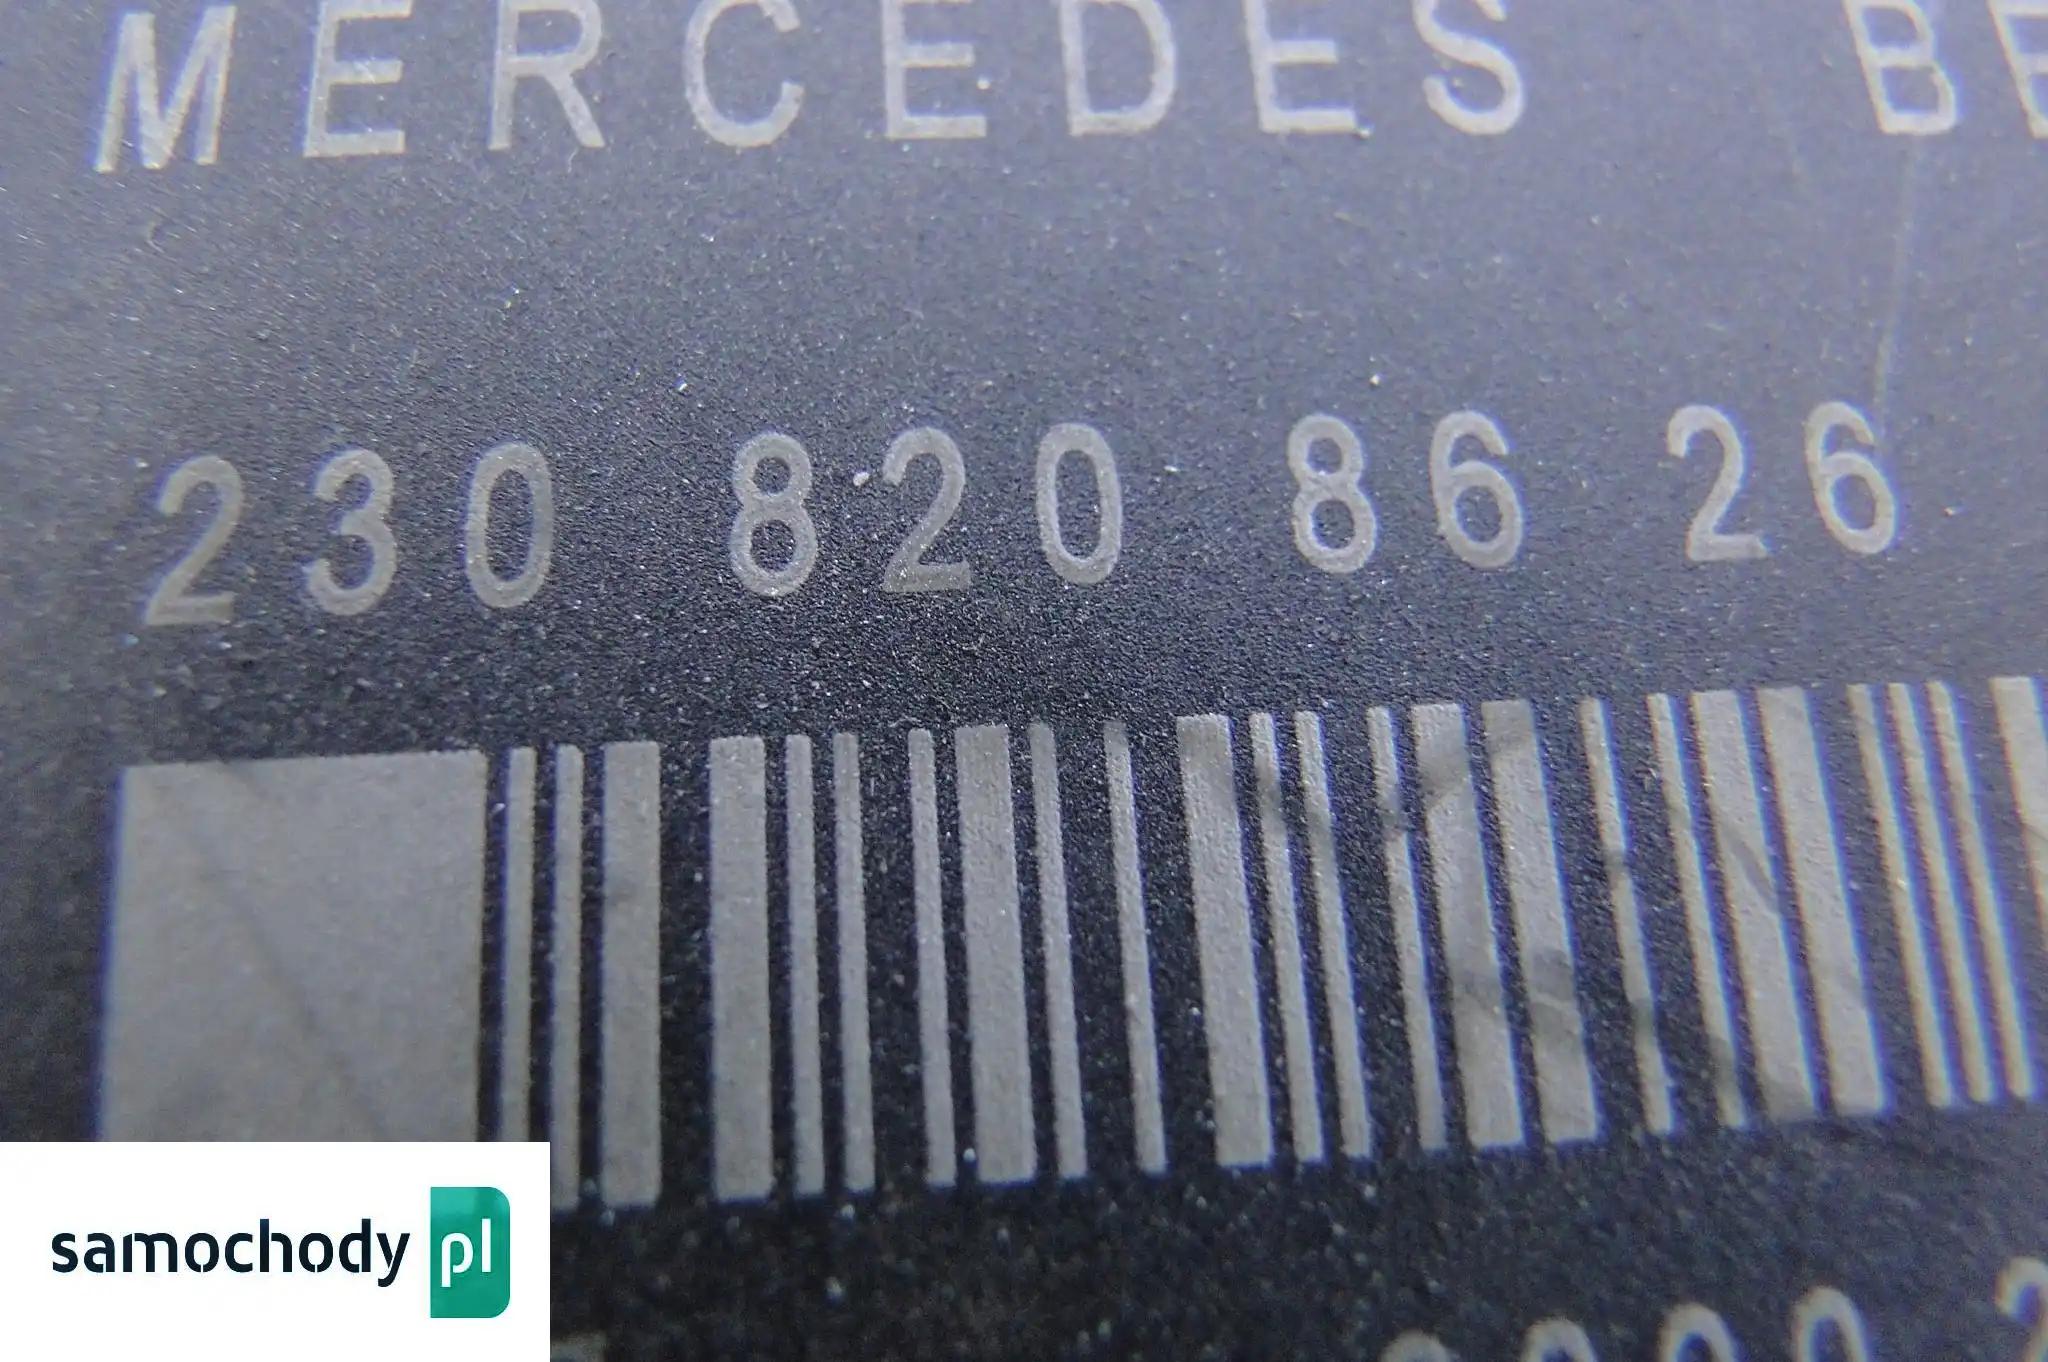 MERCEDES BE
230 820 86 26
samochody pl